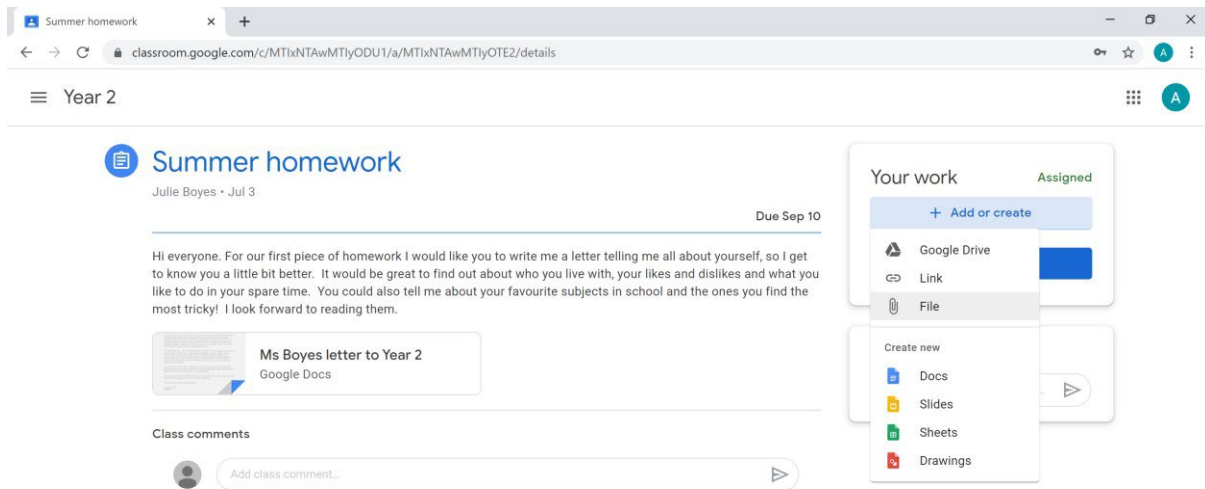 Summer homework
classroom.google.com/c/MTIxNTAwMTIyODU1/a/MTIxNTAwMTIyOTE2/details
A
Year 2
A
Summer homework
Julie Boyes • Jul 3
Due Sep 10
Hi everyone. For our first piece of homework I would like you to write me a letter telling me all about yourself, so I get
to know you a little bit better. It would be great to find out about who you live with, your likes and dislikes and what you
like to do in your spare time. You could also tell me about your favourite subjects in school and the ones you find the
most tricky! I look forward to reading them.
Ms Boyes letter to Year 2
Google Docs
Class comments
Add class comment...
Your work
Assigned
+ Add or create
Google Drive
Link
File
Create new
Docs
Slides
Sheets
Drawings